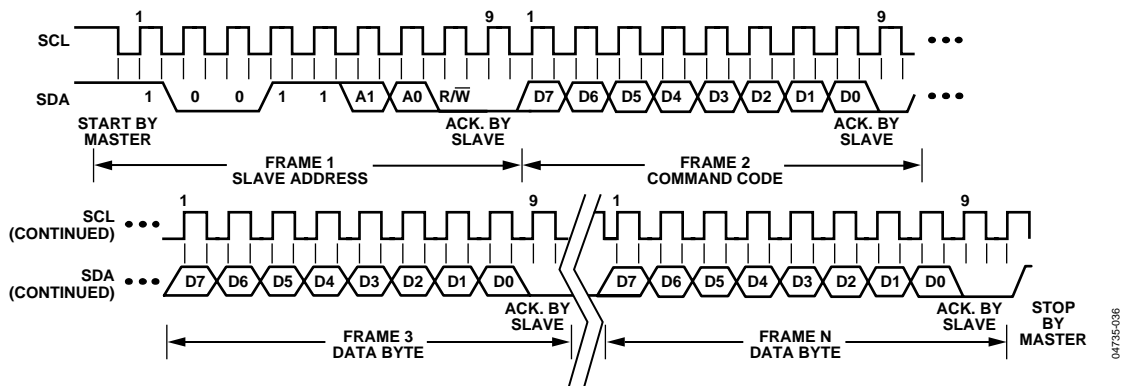 1 9 1 9
SCL
SDA 1 0 0 1 1 A1 A0 R/W̅ D7 D6 D5 D4 D3 D2 D1 D0
START BY
MASTER
ACK. BY
SLAVE
ACK. BY
SLAVE
FRAME 1
SLAVE ADDRESS
FRAME 2
COMMAND CODE
1 9 1 9
SCL
(CONTINUED)
SDA
(CONTINUED)
D7 D6 D5 D4 D3 D2 D1 D0 D7 D6 D5 D4 D3 D2 D1 D0
ACK. BY
SLAVE
ACK. BY
SLAVE
STOP
BY
MASTER
FRAME 3
DATA BYTE
FRAME N
DATA BYTE
04735-036